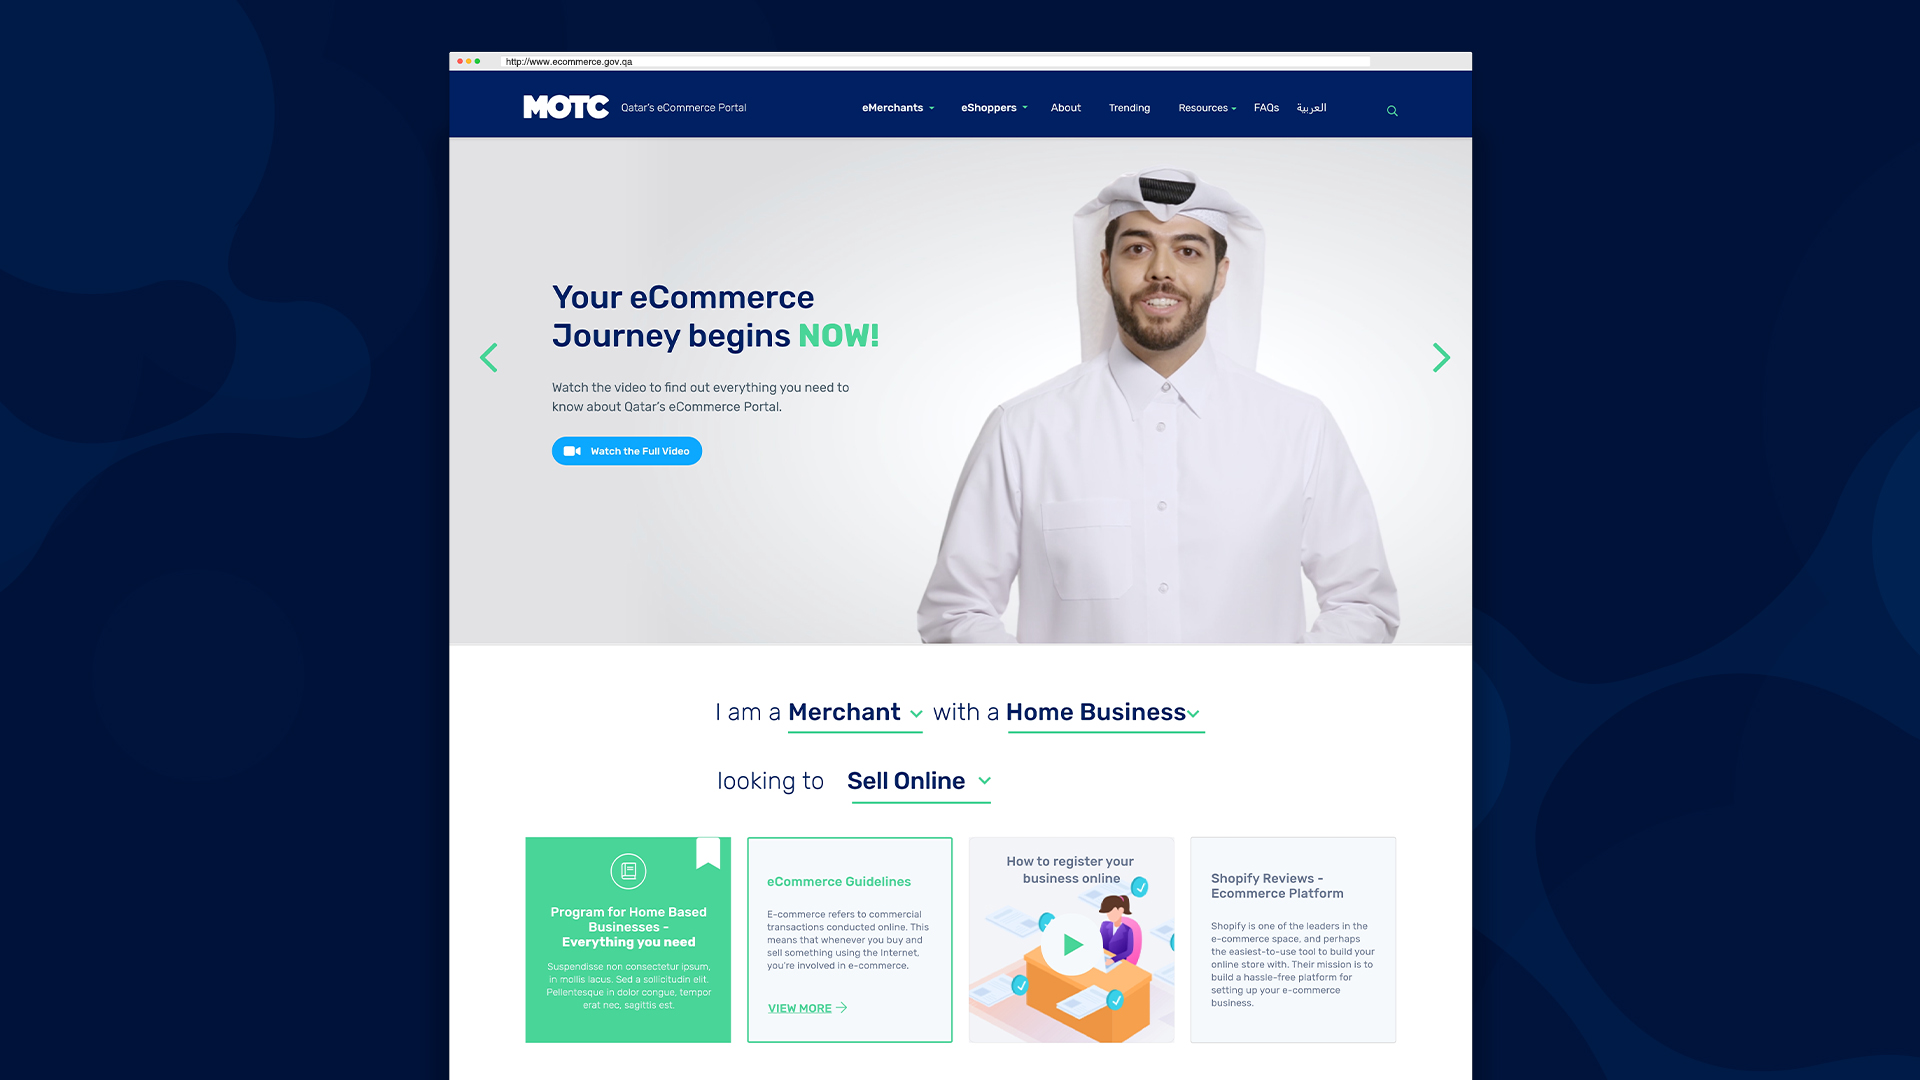 http://www.ecommerce.gov.qa
MOTC Qatar's eCommerce Portal eMerchants eShoppers About Trending Resources FAQs العربية
Your eCommerce
Journey begins NOW!
Watch the video to find out everything you need to
know about Qatar's eCommerce Portal.
Watch the Full Video
I am a Merchant with a Home Business
looking to Sell Online
Program for Home Based
Businesses -
Everything you need
Suspendisse non consectetur ipsum,
in mollis lacus. Sed a sollicitudin elit.
Pellentesque in dolor congue, tempor
erat nec, sagittis est.
eCommerce Guidelines
E-commerce refers to commercial
transactions conducted online. This
means that whenever you buy and
sell something using the Internet,
you're involved in e-commerce.
VIEW MORE
How to register your
business online
Shopify Reviews -
Ecommerce Platform
Shopify is one of the leaders in the
e-commerce space, and perhaps
the easiest-to-use tool to build your
online store with. Their mission is to
build a hassle-free platform for
setting up your e-commerce
business.